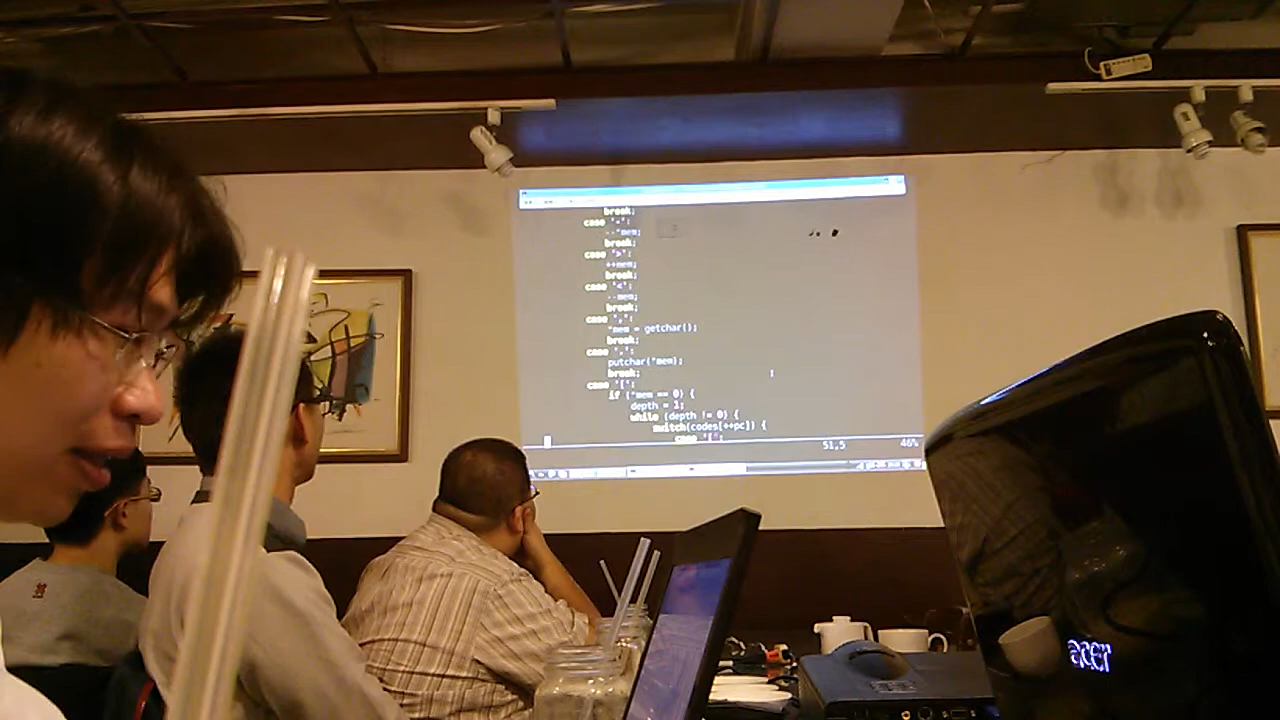 break;
case '-':
--*mem;
break;
case '>':
++mem;
break;
case '<':
--mem;
break;
case ',':
*mem = getchar();
break;
case '.':
putchar(*mem);
break;
case '[':
if (*mem == 0) {
depth = 1;
while (depth != 0) {
switch(codes[++pc]) {
case '[':
51,5 46%
acer